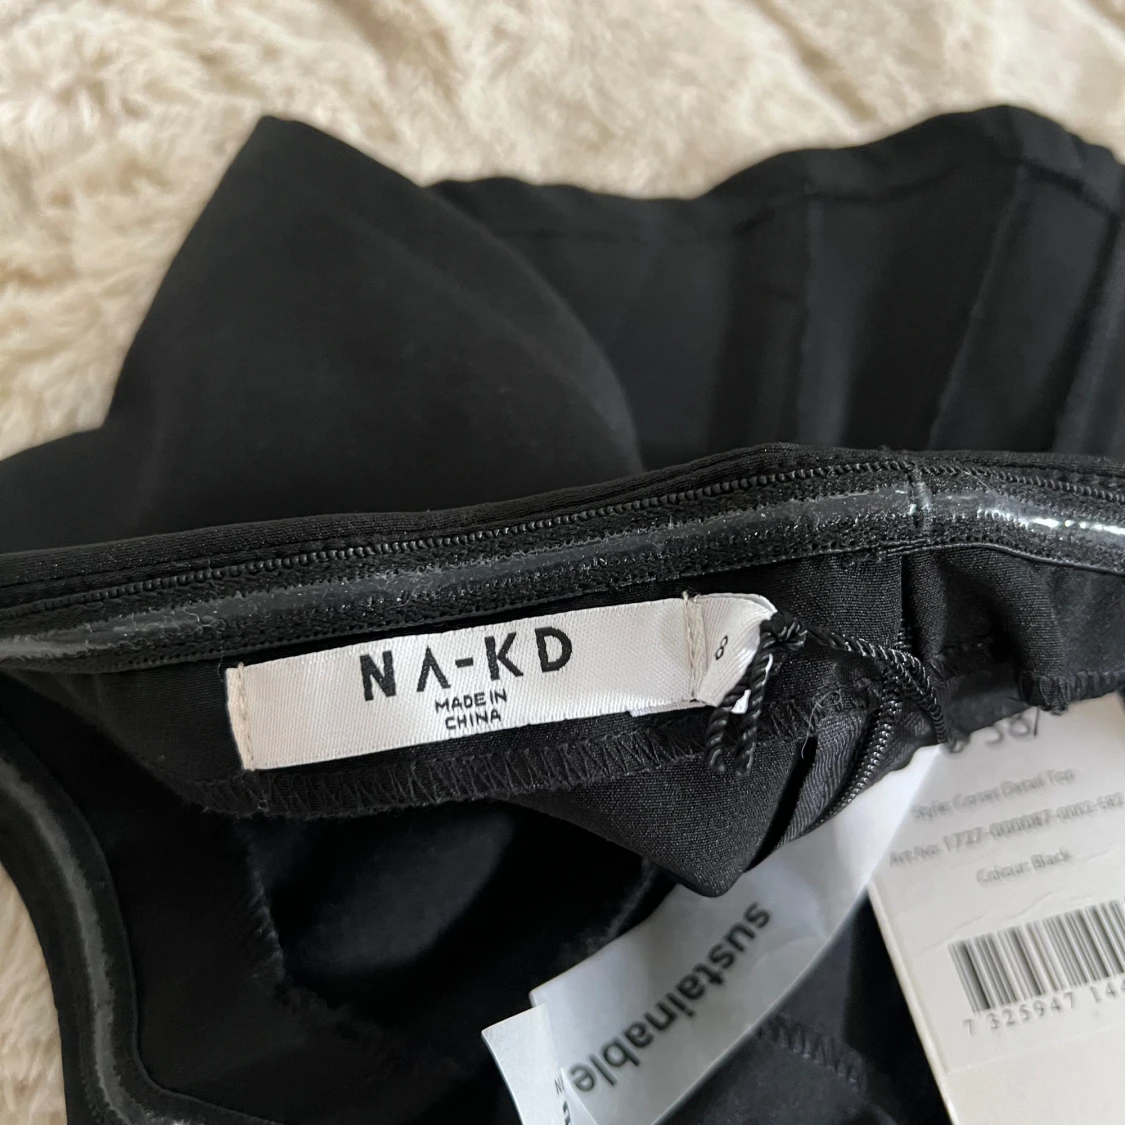 NA-KD
MADE IN
CHINA
8
38/
Style: Corset Detail Top
Art.No. 1727-000087-0002-582
Colour: Black
7 325947 144
sustainable